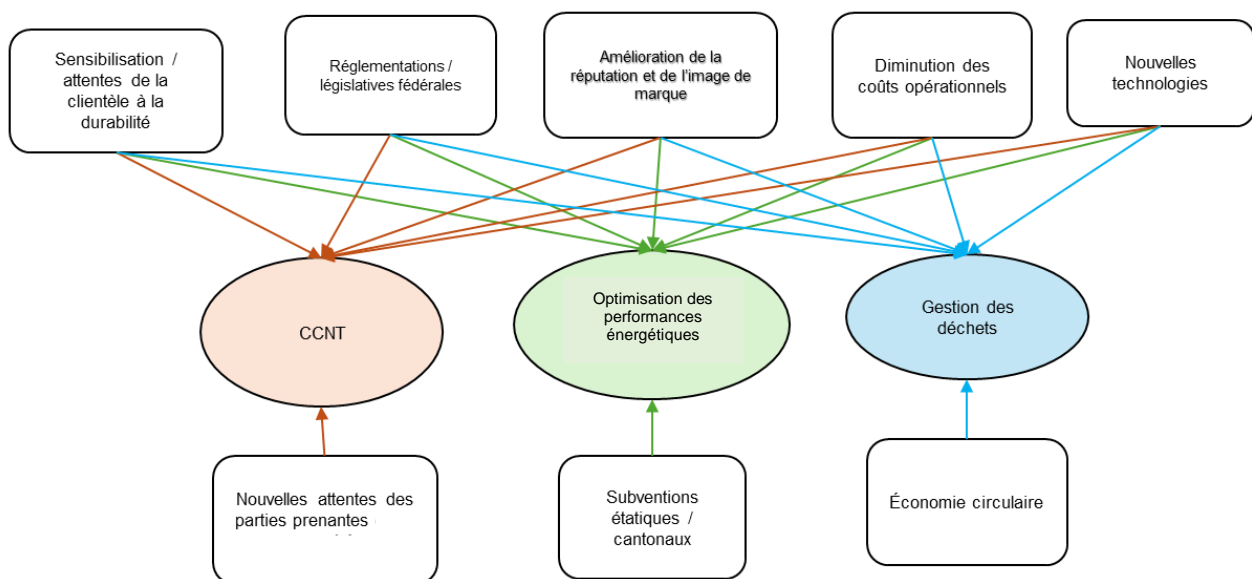 Sensibilisation /
attentes de la
clientèle à la
durabilité
Réglementations /
législatives fédérales
Amélioration de la
réputation et de l'image de
marque
Diminution des
coûts opérationnels
Nouvelles
technologies
CCNT
Optimisation des
performances
énergétiques
Gestion des
déchets
Nouvelles attentes des
parties prenantes
Subventions
étatiques /
cantonaux
Économie circulaire